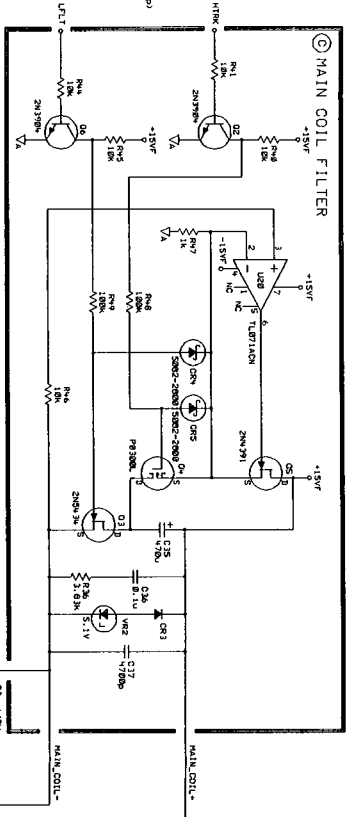 © MAIN COIL FILTER
HTRK
LFLT
R41
10k
R44
10k
Q2
2N3904
Q6
2N3904
+15VF
R40
10k
+15VF
R45
10k
A
A
+15VF
3
2
+
-
7
4
U20
1
NC
5
NC
6
TL071ACN
-15VF
R47
1k
A
R48
100k
R49
100k
R46
10k
CR4
5082-2800
CR5
5082-2800
+15VF
Q5
D
S
2N4391
Q4
S
D
P0300L
Q3
D
S
2N5434
C35
470u
+
C36
0.1u
R36
3.83k
CR3
VR2
5.1V
C37
4700p
MAIN_COIL+
MAIN_COIL-